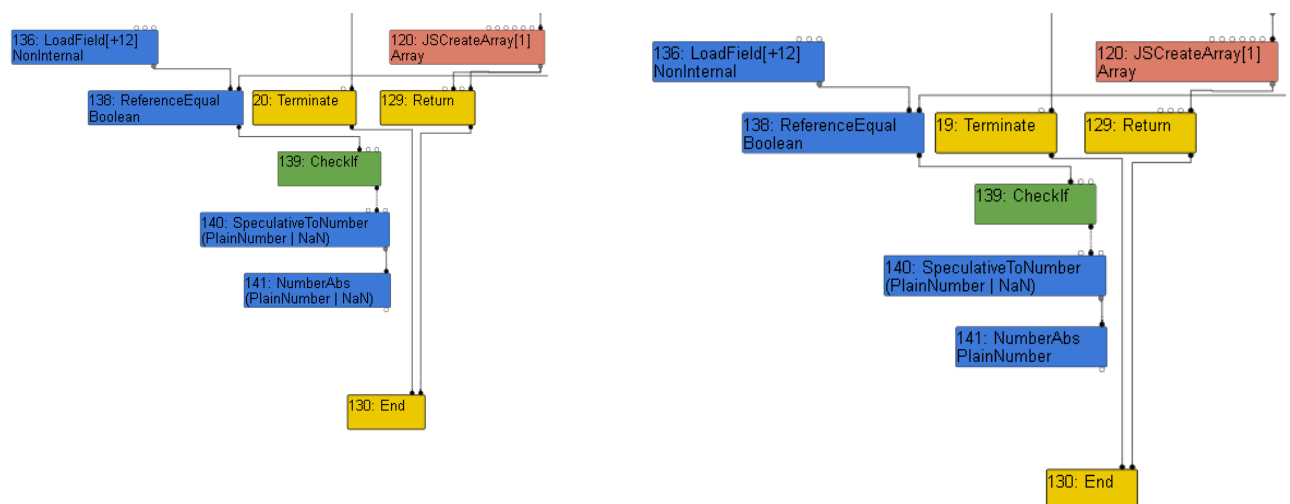 136: LoadField[+12]
NonInternal
120: JSCreateArray[1]
Array
138: ReferenceEqual
Boolean
20: Terminate
129: Return
139: CheckIf
140: SpeculativeToNumber
(PlainNumber | NaN)
141: NumberAbs
(PlainNumber | NaN)
130: End
136: LoadField[+12]
NonInternal
120: JSCreateArray[1]
Array
138: ReferenceEqual
Boolean
19: Terminate
129: Return
139: CheckIf
140: SpeculativeToNumber
(PlainNumber | NaN)
141: NumberAbs
PlainNumber
130: End